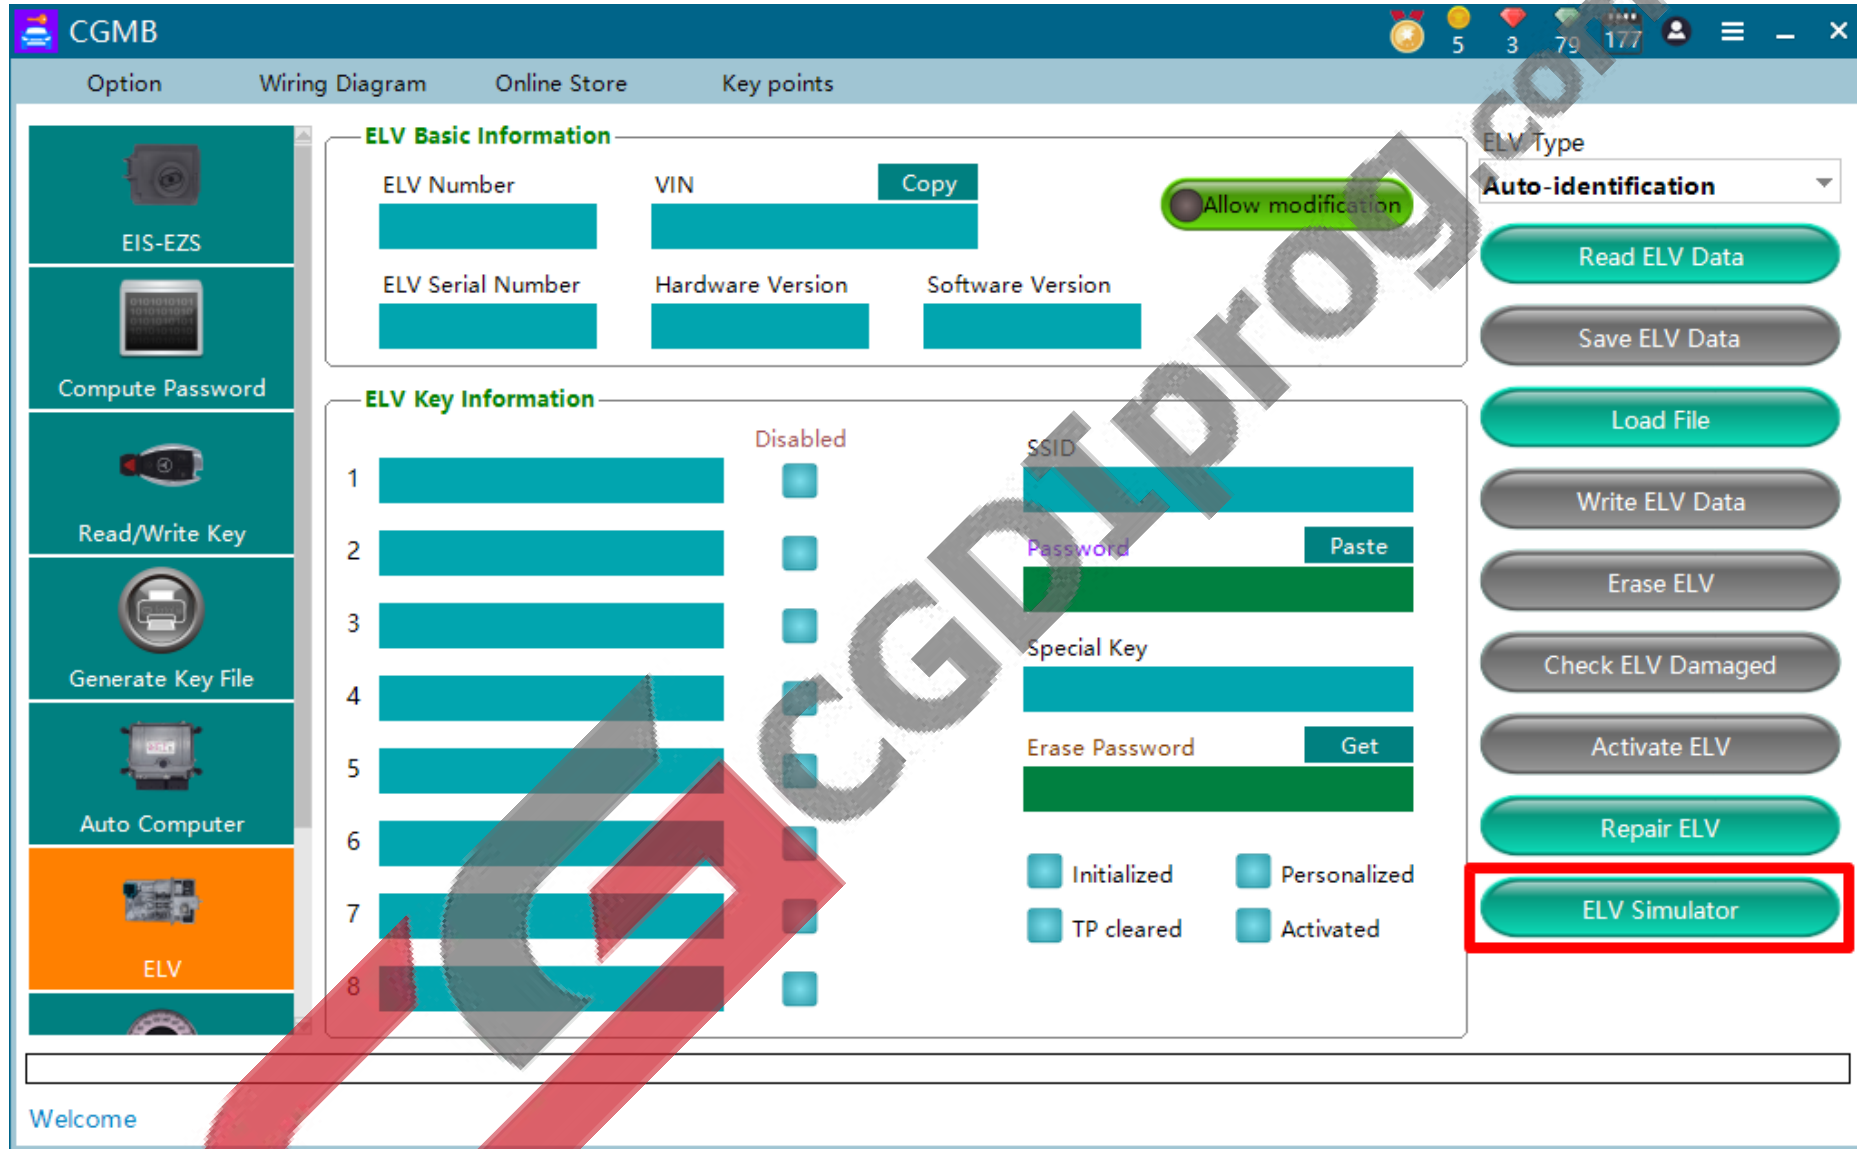 CGMB
5 3 79 177
Option Wiring Diagram Online Store Key points
EIS-EZS
Compute Password
Read/Write Key
Generate Key File
Auto Computer
ELV
ELV Basic Information
ELV Number VIN Copy
Allow modification
ELV Serial Number Hardware Version Software Version
ELV Key Information
Disabled
1
2
3
4
5
6
7
8
SSID
Password Paste
Special Key
Erase Password Get
Initialized Personalized
TP cleared Activated
ELV Type
Auto-identification
Read ELV Data
Save ELV Data
Load File
Write ELV Data
Erase ELV
Check ELV Damaged
Activate ELV
Repair ELV
ELV Simulator
Welcome
CGDIprog.com